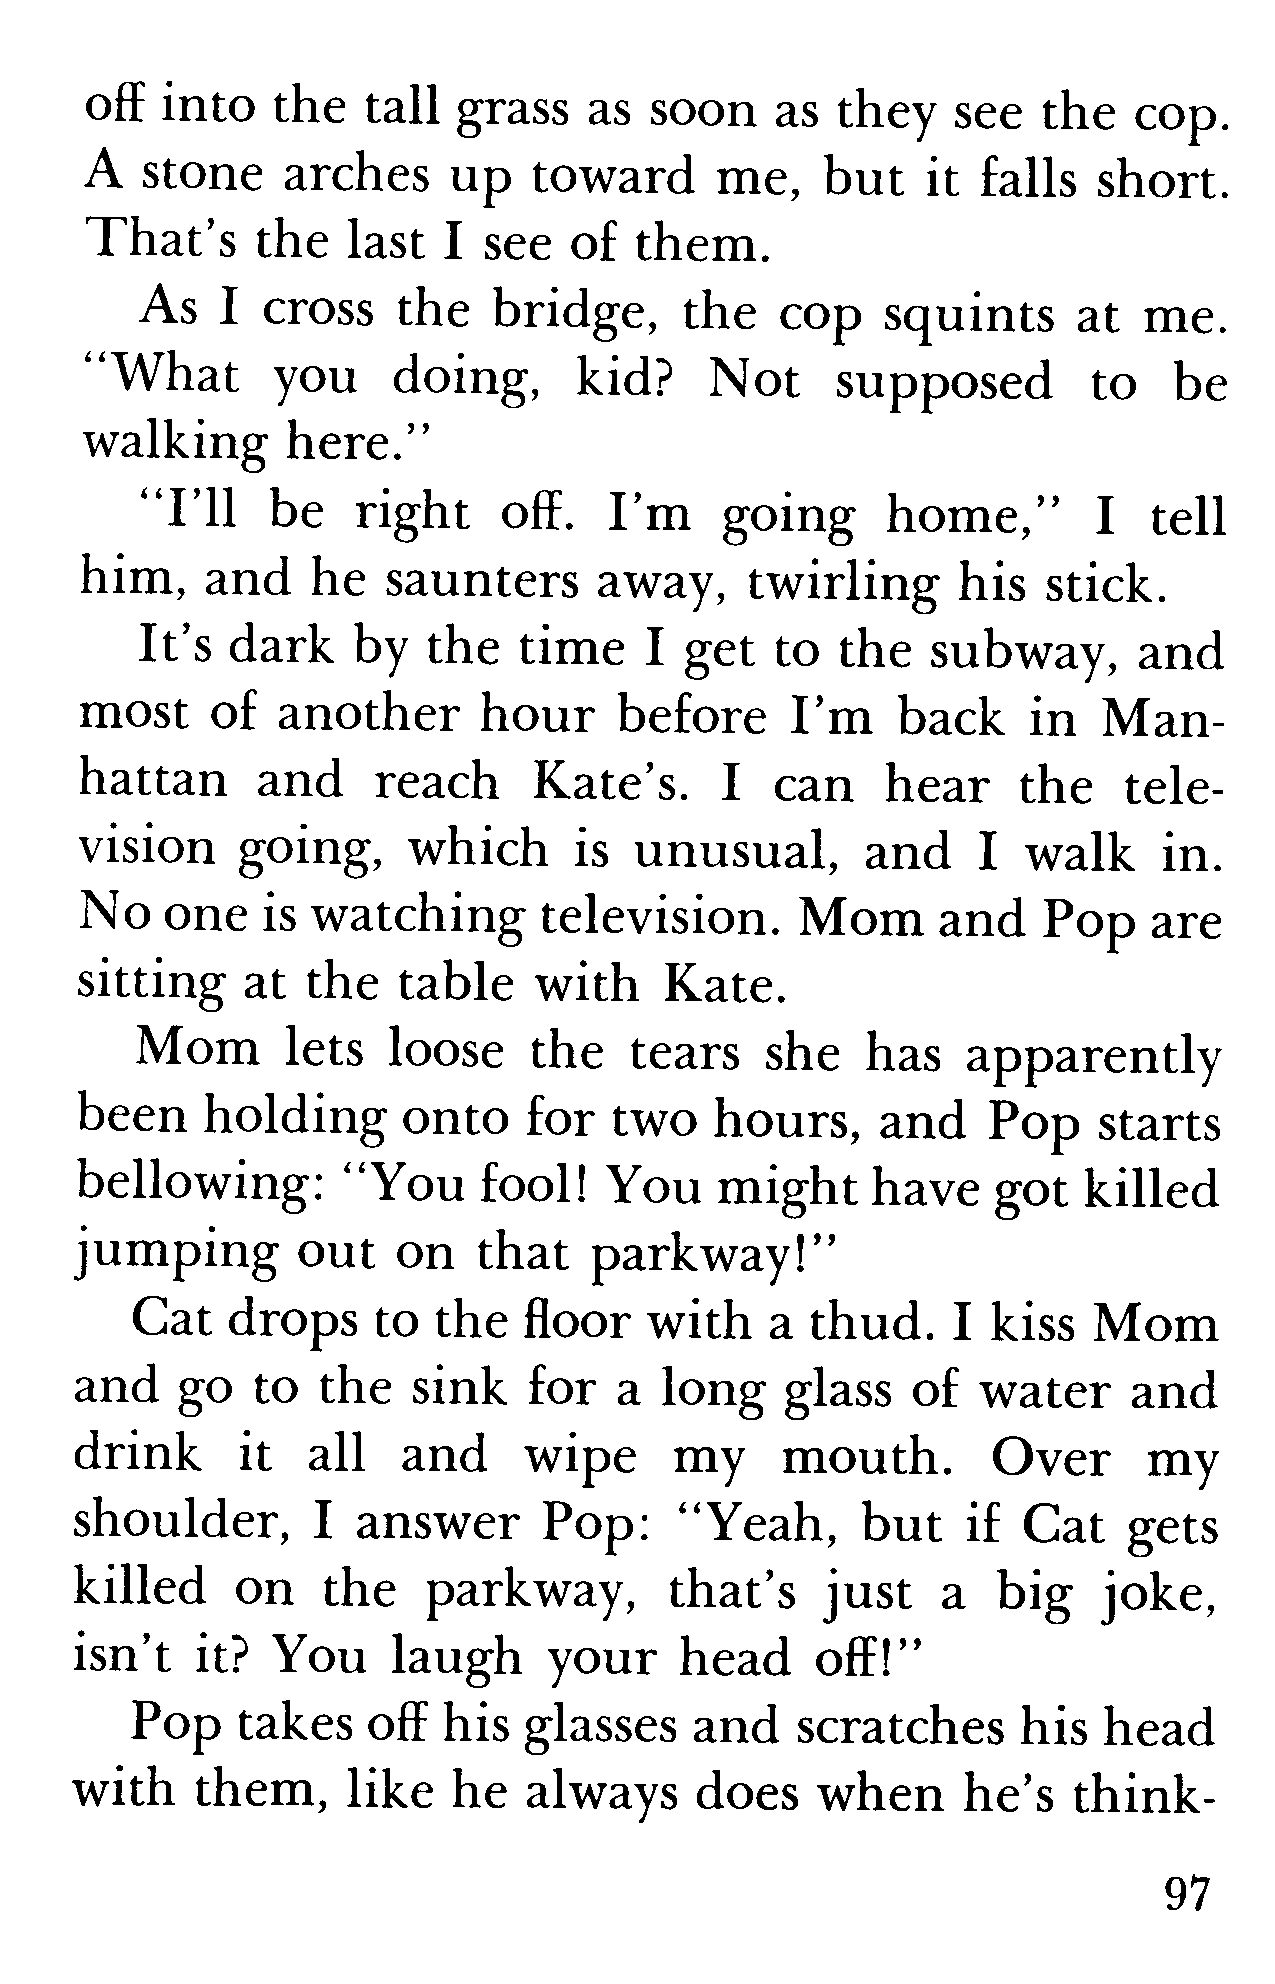 off into the tall grass as soon as they see the cop.
A stone arches up toward me, but it falls short.
That's the last I see of them.
As I cross the bridge, the cop squints at me.
“What you doing, kid? Not supposed to be
walking here.”
“I'll be right off. I'm going home,” I tell
him, and he saunters away, twirling his stick.
It's dark by the time I get to the subway, and
most of another hour before I'm back in Man-
hattan and reach Kate's. I can hear the tele-
vision going, which is unusual, and I walk in.
No one is watching television. Mom and Pop are
sitting at the table with Kate.
Mom lets loose the tears she has apparently
been holding onto for two hours, and Pop starts
bellowing: “You fool! You might have got killed
jumping out on that parkway!”
Cat drops to the floor with a thud. I kiss Mom
and go to the sink for a long glass of water and
drink it all and wipe my mouth. Over my
shoulder, I answer Pop: “Yeah, but if Cat gets
killed on the parkway, that's just a big joke,
isn't it? You laugh your head off!”
Pop takes off his glasses and scratches his head
with them, like he always does when he's think-
97